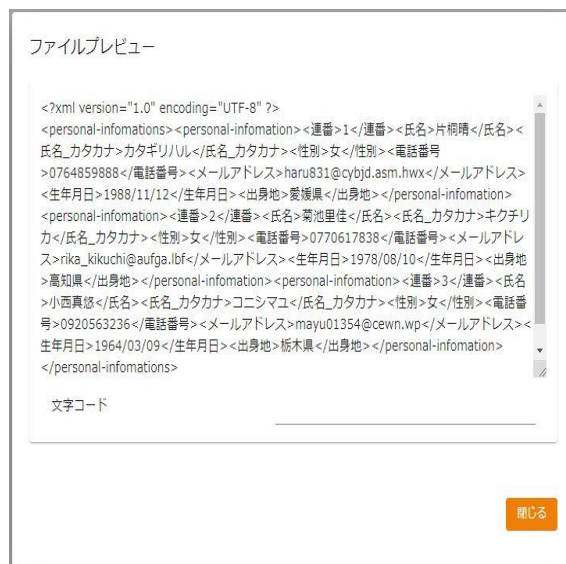 ファイルプレビュー
<?xml version="1.0" encoding="UTF-8" ?>
<personal-infomations><personal-infomation><連番>1</連番><氏名>片桐晴</氏名><
氏名_カタカナ>カタギリハル</氏名_カタカナ><性別>女</性別><電話番号
>0764859888</電話番号><メールアドレス>haru831@cybjd.asm.hwx</メールアドレス>
<生年月日>1988/11/12</生年月日><出身地>愛媛県</出身地></personal-infomation>
<personal-infomation><連番>2</連番><氏名>菊池里佳</氏名><氏名_カタカナ>キクチリ
カ</氏名_カタカナ><性別>女</性別><電話番号>0770617838</電話番号><メールアドレ
ス>rika_kikuchi@aufga.lbf</メールアドレス><生年月日>1978/08/10</生年月日><出身地
>高知県</出身地></personal-infomation><personal-infomation><連番>3</連番><氏名
>小西真悠</氏名><氏名_カタカナ>コニシマユ</氏名_カタカナ><性別>女</性別><電話番
号>0920563236</電話番号><メールアドレス>mayu01354@cewn.wp</メールアドレス><
生年月日>1964/03/09</生年月日><出身地>栃木県</出身地></personal-infomation>
</personal-infomations>
文字コード
閉じる